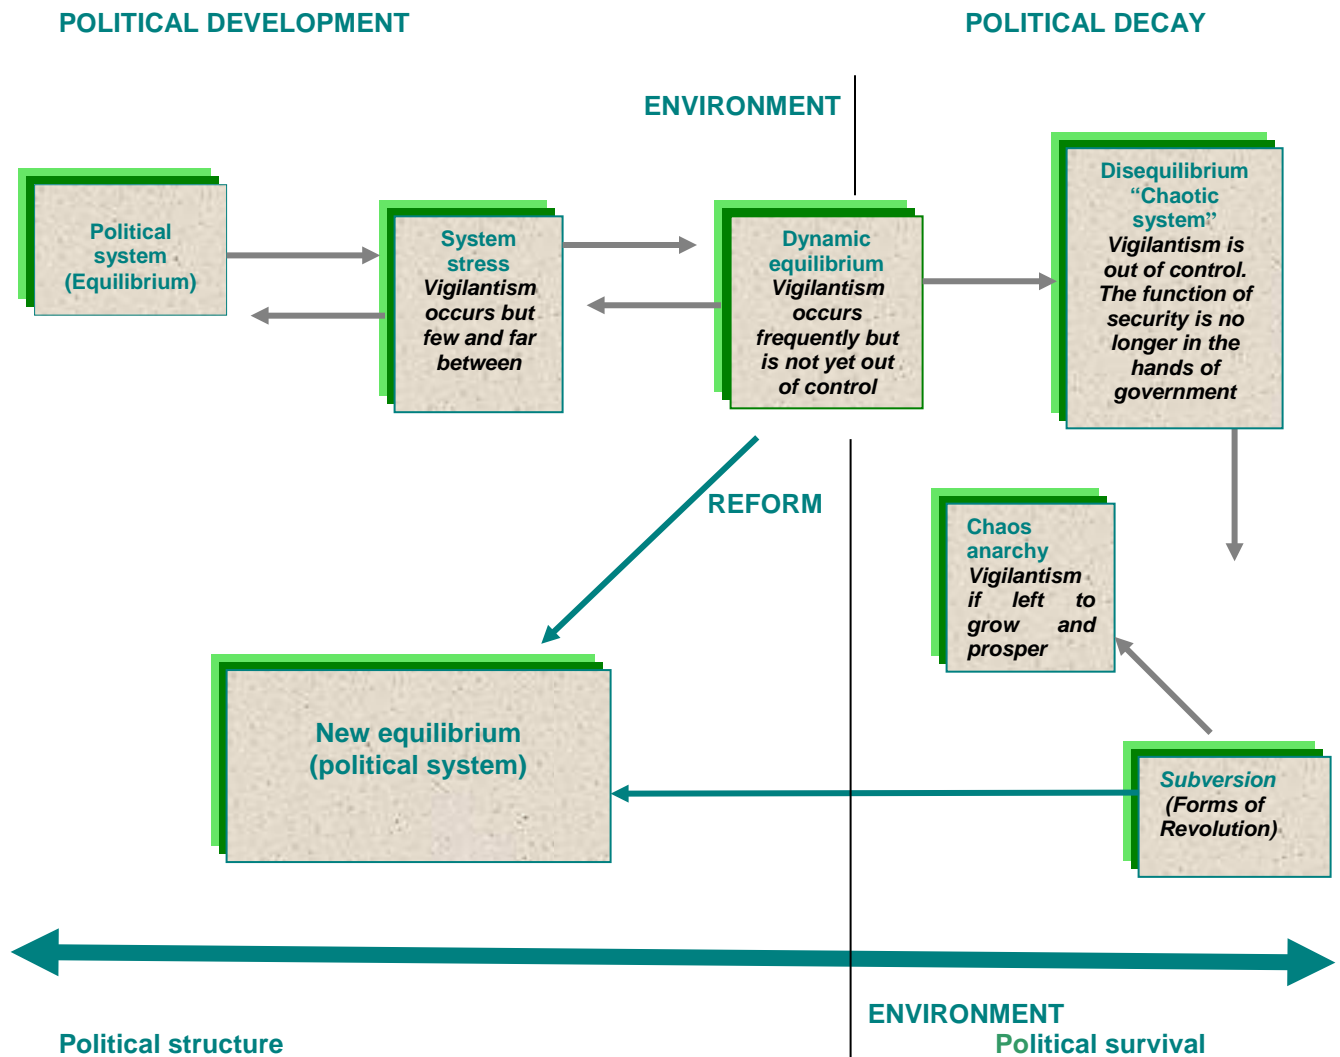 POLITICAL DEVELOPMENT
POLITICAL DECAY
ENVIRONMENT
Political
system
(Equilibrium)
System
stress
Vigilantism
occurs but
few and far
between
Dynamic
equilibrium
Vigilantism
occurs
frequently but
is not yet out
of control
Disequilibrium
“Chaotic
system”
Vigilantism is
out of control.
The function of
security is no
longer in the
hands of
government
REFORM
Chaos
anarchy
Vigilantism
if left to
grow and
prosper
New equilibrium
(political system)
Subversion
(Forms of
Revolution)
ENVIRONMENT
Political structure
Political survival